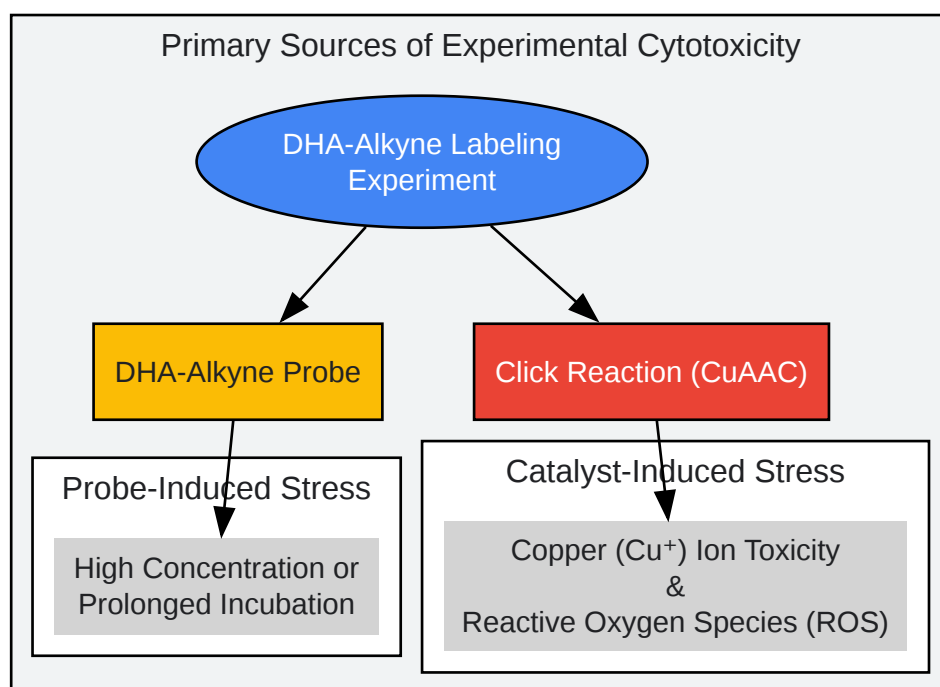 Primary Sources of Experimental Cytotoxicity
DHA-Alkyne Labeling
Experiment
DHA-Alkyne Probe
Click Reaction (CuAAC)
Probe-Induced Stress
High Concentration or
Prolonged Incubation
Catalyst-Induced Stress
Copper (Cu⁺) Ion Toxicity
&
Reactive Oxygen Species (ROS)